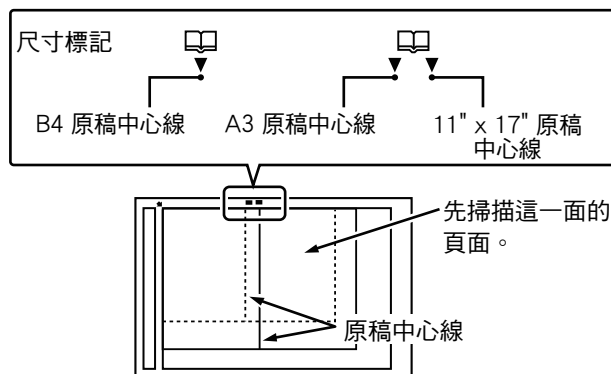 尺寸標記
B4 原稿中心線
A3 原稿中心線
11" x 17" 原稿
中心線
先掃描這一面的
頁面。
原稿中心線